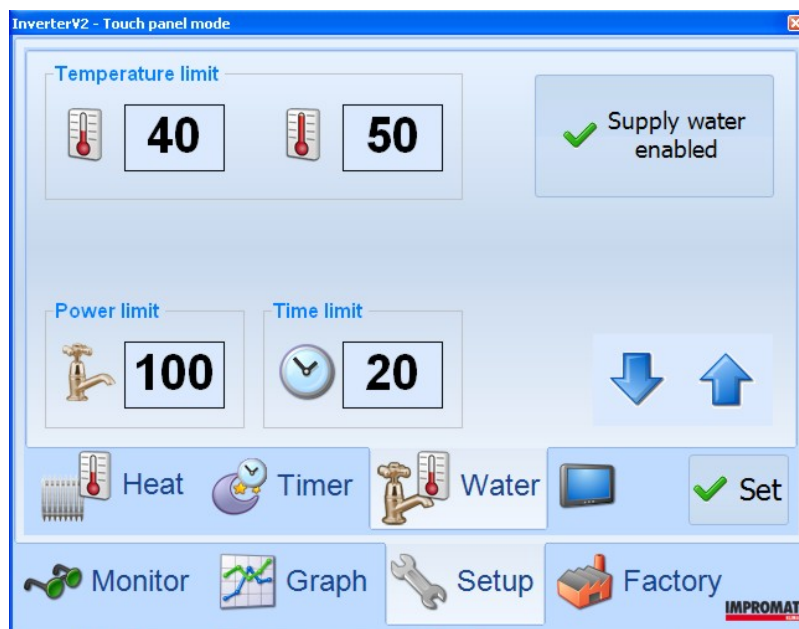 InverterV2 - Touch panel mode
Temperature limit
40
50
Supply water
enabled
Power limit
Time limit
100
20
Heat
Timer
Water
Set
Monitor
Graph
Setup
Factory
IMPROMAT